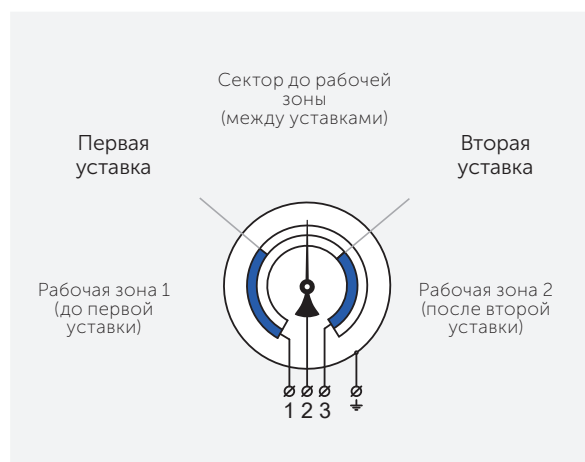 Сектор до рабочей
зоны
(между уставками)
Первая
уставка
Вторая
уставка
Рабочая зона 1
(до первой
уставки)
Рабочая зона 2
(после второй
уставки)
1 2 3